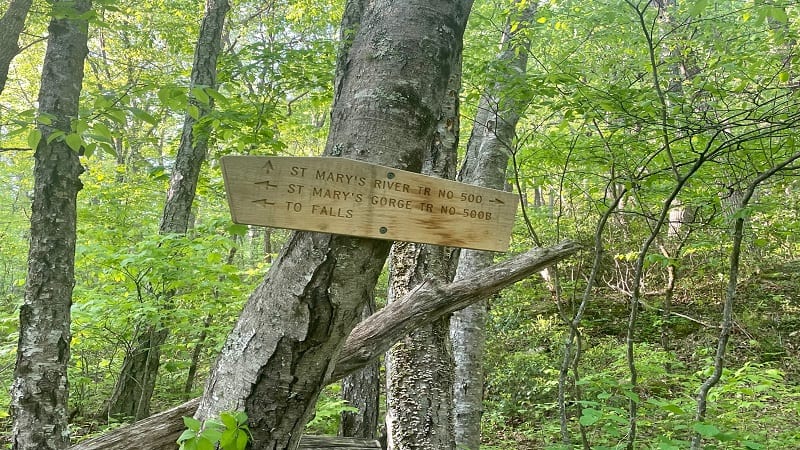 ↑ ST MARY'S RIVER TR NO 500 →
← ST MARY'S GORGE TR NO 500B
← TO FALLS